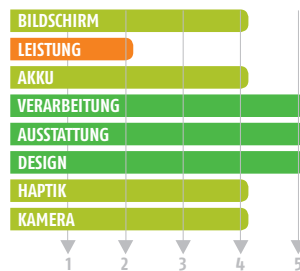 BILDSCHIRM
LEISTUNG
AKKU
VERARBEITUNG
AUSSTATTUNG
DESIGN
HAPTIK
KAMERA
1 2 3 4 5